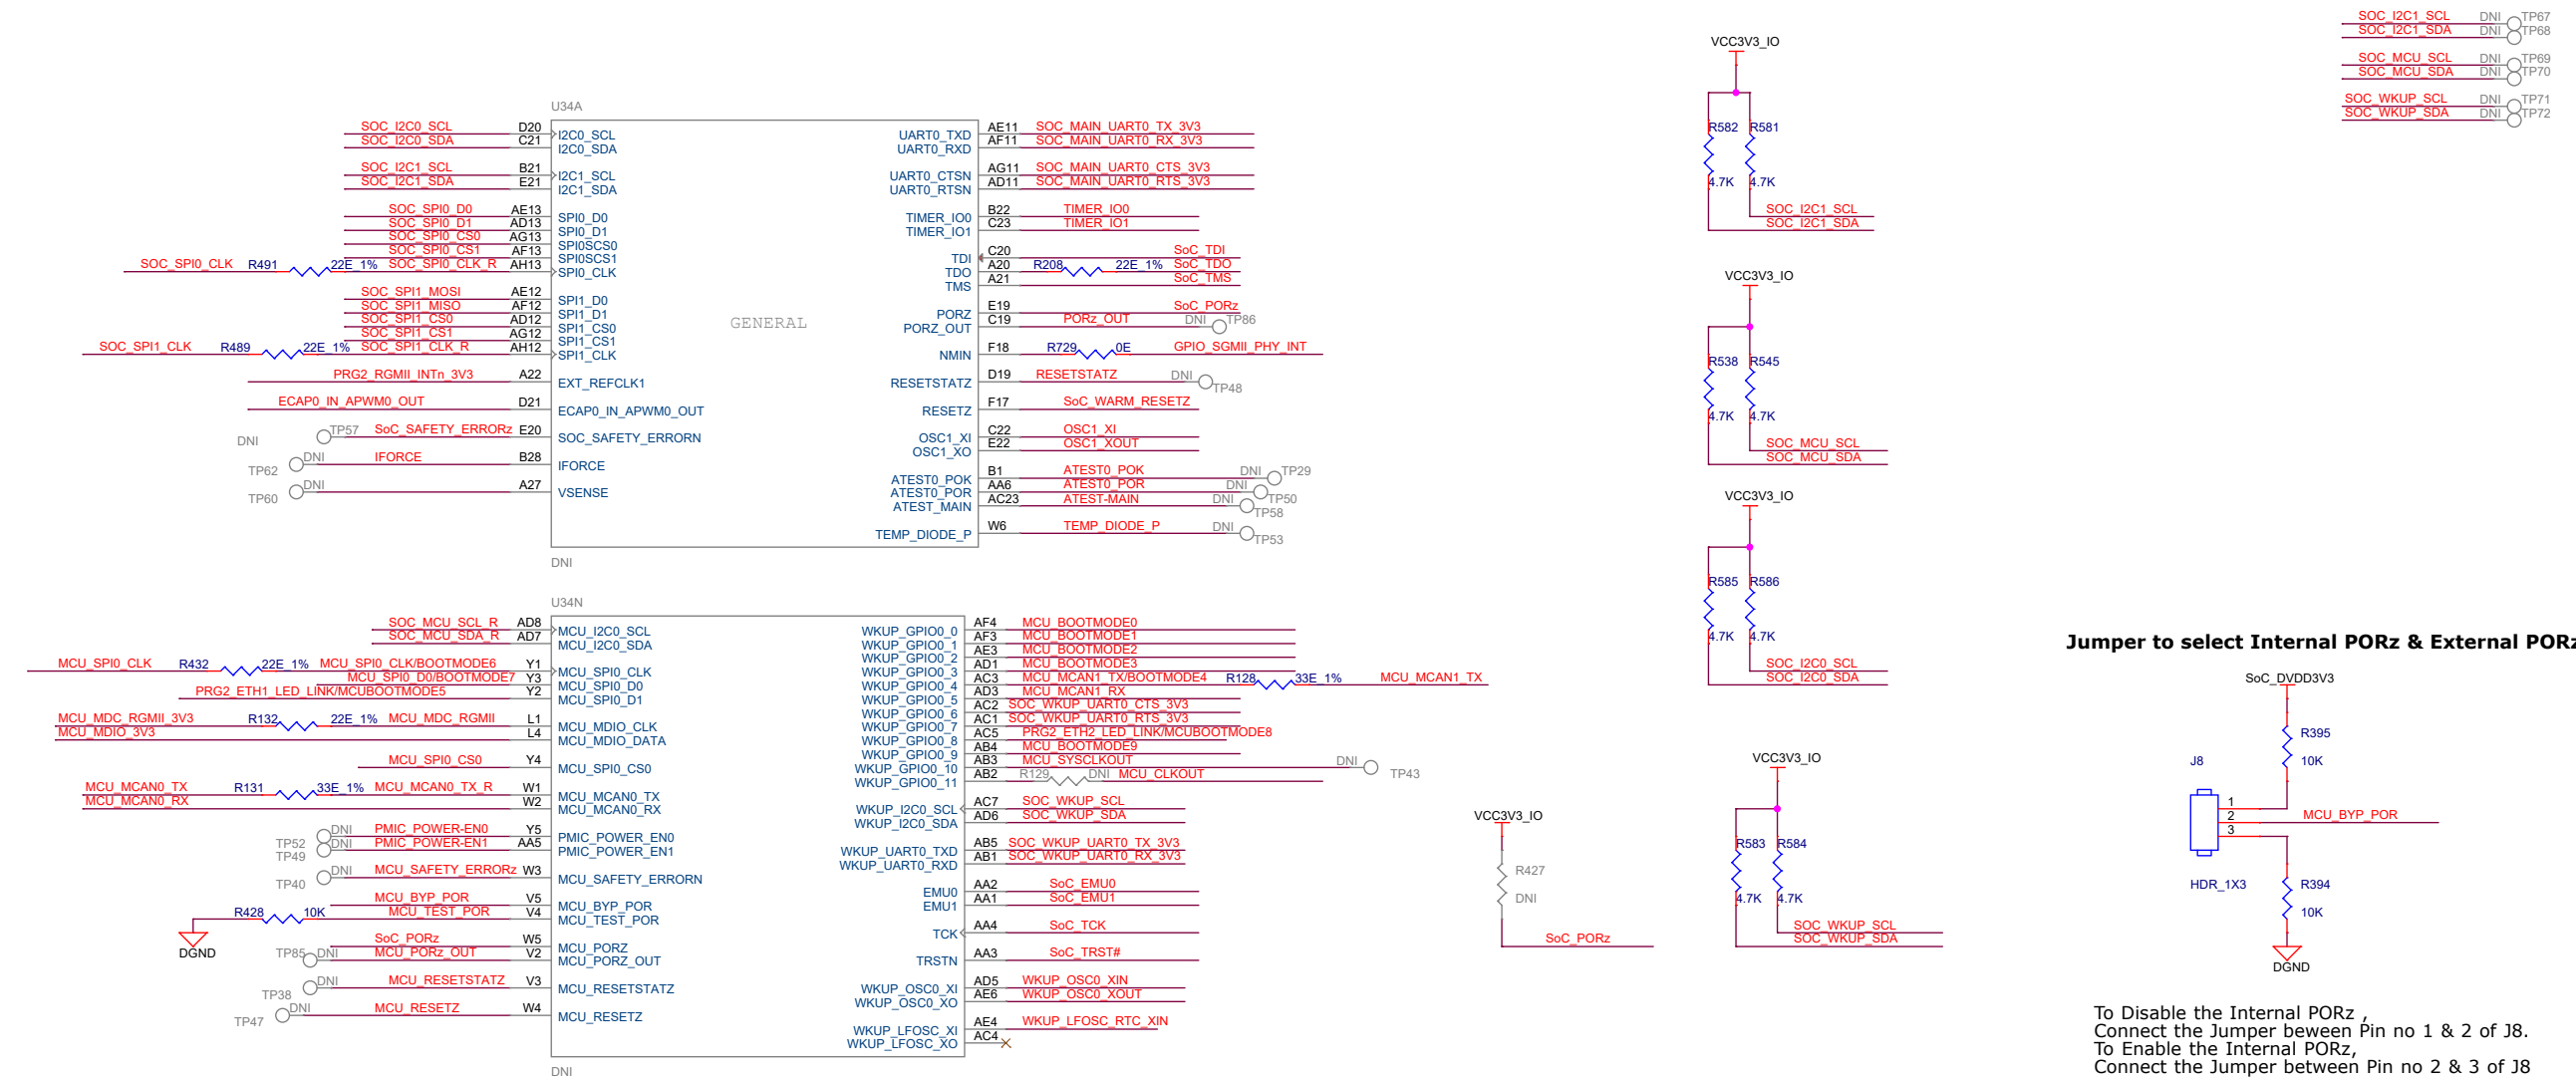 SOC_I2C1_SCL DNI TP67
SOC_I2C1_SDA DNI TP68
SOC_MCU_SCL DNI TP69
SOC_MCU_SDA DNI TP70
SOC_WKUP_SCL DNI TP71
SOC_WKUP_SDA DNI TP72
U34A
GENERAL
SOC_I2C0_SCL D20 I2C0_SCL
SOC_I2C0_SDA C21 I2C0_SDA
SOC_I2C1_SCL B21 I2C1_SCL
SOC_I2C1_SDA E21 I2C1_SDA
SOC_SPI0_D0 AE13 SPI0_D0
SOC_SPI0_D1 AD13 SPI0_D1
SOC_SPI0_CS0 AG13 SPI0SCS0
SOC_SPI0_CS1 AF13 SPI0SCS1
SOC_SPI0_CLK R491 22E_1% SOC_SPI0_CLK_R AH13 SPI0_CLK
SOC_SPI1_MOSI AE12 SPI1_D0
SOC_SPI1_MISO AF12 SPI1_D1
SOC_SPI1_CS0 AD12 SPI1_CS0
SOC_SPI1_CS1 AG12 SPI1_CS1
SOC_SPI1_CLK R489 22E_1% SOC_SPI1_CLK_R AH12 SPI1_CLK
PRG2_RGMII_INTn_3V3 A22 EXT_REFCLK1
ECAP0_IN_APWM0_OUT D21 ECAP0_IN_APWM0_OUT
DNI TP57 SoC_SAFETY_ERRORz E20 SOC_SAFETY_ERRORN
TP62 DNI IFORCE B28 IFORCE
TP60 DNI A27 VSENSE
UART0_TXD AE11 SOC_MAIN_UART0_TX_3V3
UART0_RXD AF11 SOC_MAIN_UART0_RX_3V3
UART0_CTSN AG11 SOC_MAIN_UART0_CTS_3V3
UART0_RTSN AD11 SOC_MAIN_UART0_RTS_3V3
TIMER_IO0 B22 TIMER_IO0
TIMER_IO1 C23 TIMER_IO1
TDI C20 SoC_TDI
TDO A20 R208 22E_1% SoC_TDO
TMS A21 SoC_TMS
PORZ E19 SoC_PORz
PORZ_OUT C19 PORz_OUT DNI TP86
NMIN F18 R729 0E GPIO_SGMII_PHY_INT
RESETSTATZ D19 RESETSTATZ DNI TP48
RESETZ F17 SoC_WARM_RESETZ
OSC1_XI C22 OSC1_XI
OSC1_XO E22 OSC1_XOUT
ATEST0_POK B1 ATEST0_POK DNI TP29
ATEST0_POR AA6 ATEST0_POR DNI TP50
ATEST_MAIN AC23 ATEST-MAIN DNI TP58
TEMP_DIODE_P W6 TEMP_DIODE_P DNI TP53
DNI
U34N
SOC_MCU_SCL_R AD8 MCU_I2C0_SCL
SOC_MCU_SDA_R AD7 MCU_I2C0_SDA
MCU_SPI0_CLK R432 22E_1% MCU_SPI0_CLK/BOOTMODE6 Y1 MCU_SPI0_CLK
MCU_SPI0_D0/BOOTMODE7 Y3 MCU_SPI0_D0
PRG2_ETH1_LED_LINK/MCUBOOTMODE5 Y2 MCU_SPI0_D1
MCU_MDC_RGMII_3V3 R132 22E_1% MCU_MDC_RGMII L1 MCU_MDIO_CLK
MCU_MDIO_3V3 L4 MCU_MDIO_DATA
MCU_SPI0_CS0 Y4 MCU_SPI0_CS0
MCU_MCAN0_TX R131 33E_1% MCU_MCAN0_TX_R W1 MCU_MCAN0_TX
MCU_MCAN0_RX W2 MCU_MCAN0_RX
TP52 DNI PMIC_POWER-EN0 Y5 PMIC_POWER_EN0
TP49 DNI PMIC_POWER-EN1 AA5 PMIC_POWER_EN1
TP40 DNI MCU_SAFETY_ERRORz W3 MCU_SAFETY_ERRORN
MCU_BYP_POR V5 MCU_BYP_POR
R428 10K MCU_TEST_POR V4 MCU_TEST_POR
DGND
SoC_PORz W5 MCU_PORZ
TP85 DNI MCU_PORz_OUT V2 MCU_PORZ_OUT
TP38 DNI MCU_RESETSTATZ V3 MCU_RESETSTATZ
TP47 DNI MCU_RESETZ W4 MCU_RESETZ
WKUP_GPIO0_0 AF4 MCU_BOOTMODE0
WKUP_GPIO0_1 AF3 MCU_BOOTMODE1
WKUP_GPIO0_2 AE3 MCU_BOOTMODE2
WKUP_GPIO0_3 AD1 MCU_BOOTMODE3
WKUP_GPIO0_4 AC3 MCU_MCAN1_TX/BOOTMODE4 R128 33E_1% MCU_MCAN1_TX
WKUP_GPIO0_5 AD3 MCU_MCAN1_RX
WKUP_GPIO0_6 AC2 SOC_WKUP_UART0_CTS_3V3
WKUP_GPIO0_7 AC1 SOC_WKUP_UART0_RTS_3V3
WKUP_GPIO0_8 AC5 PRG2_ETH2_LED_LINK/MCUBOOTMODE8
WKUP_GPIO0_9 AB4 MCU_BOOTMODE9
WKUP_GPIO0_10 AB3 MCU_SYSCLKOUT DNI TP43
WKUP_GPIO0_11 AB2 R129 DNI MCU_CLKOUT
WKUP_I2C0_SCL AC7 SOC_WKUP_SCL
WKUP_I2C0_SDA AD6 SOC_WKUP_SDA
WKUP_UART0_TXD AB5 SOC_WKUP_UART0_TX_3V3
WKUP_UART0_RXD AB1 SOC_WKUP_UART0_RX_3V3
EMU0 AA2 SoC_EMU0
EMU1 AA1 SoC_EMU1
TCK AA4 SoC_TCK
TRSTN AA3 SoC_TRST#
WKUP_OSC0_XI AD5 WKUP_OSC0_XIN
WKUP_OSC0_XO AE6 WKUP_OSC0_XOUT
WKUP_LFOSC_XI AE4 WKUP_LFOSC_RTC_XIN
WKUP_LFOSC_XO AC4
DNI
VCC3V3_IO
R582 R581
4.7K 4.7K
SOC_I2C1_SCL
SOC_I2C1_SDA
VCC3V3_IO
R538 R545
4.7K 4.7K
SOC_MCU_SCL
SOC_MCU_SDA
VCC3V3_IO
R585 R586
4.7K 4.7K
SOC_I2C0_SCL
SOC_I2C0_SDA
VCC3V3_IO
R583 R584
4.7K 4.7K
SOC_WKUP_SCL
SOC_WKUP_SDA
VCC3V3_IO
R427
DNI
SoC_PORz
Jumper to select Internal PORz & External PORz
SoC_DVDD3V3
R395
10K
J8
1
2 MCU_BYP_POR
3
HDR_1X3
R394
10K
DGND
To Disable the Internal PORz ,
Connect the Jumper beween Pin no 1 & 2 of J8.
To Enable the Internal PORz,
Connect the Jumper between Pin no 2 & 3 of J8